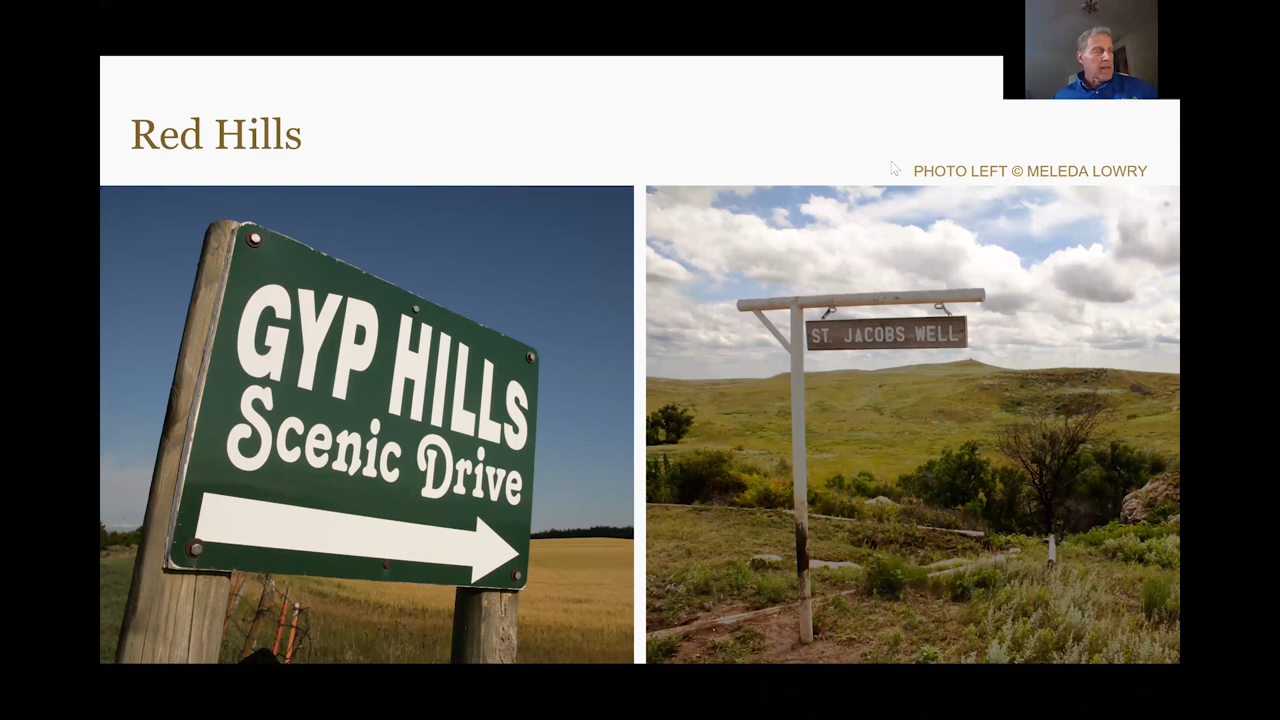 Red Hills
PHOTO LEFT © MELEDA LOWRY
GYP HILLS
Scenic Drive
ST. JACOBS WELL